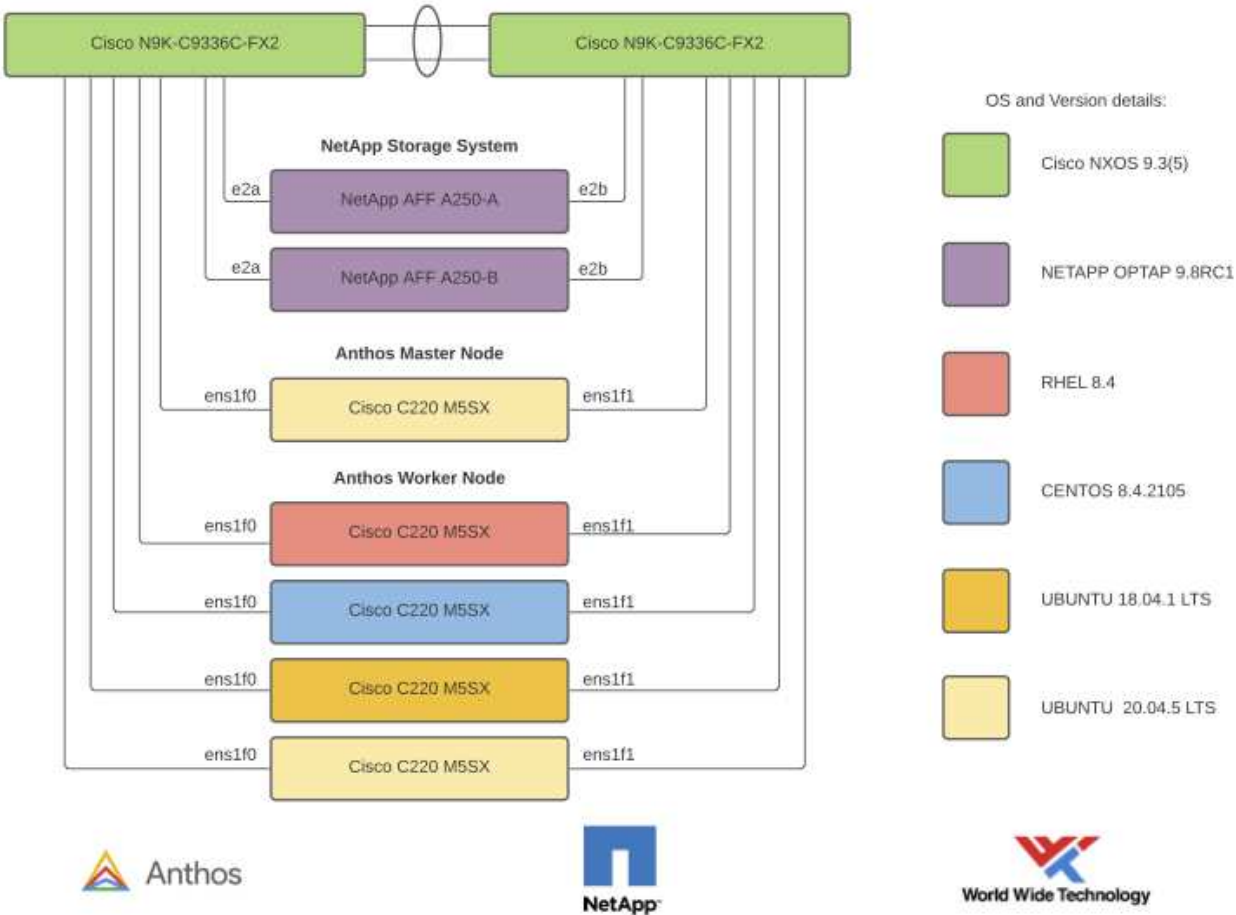 Cisco N9K-C9336C-FX2
Cisco N9K-C9336C-FX2
OS and Version details:
NetApp Storage System
Cisco NXOS 9.3(5)
e2a
NetApp AFF A250-A
e2b
e2a
NetApp AFF A250-B
e2b
NETAPP OPTAP 9.8RC1
Anthos Master Node
RHEL 8.4
ens1f0
Cisco C220 M5SX
ens1f1
Anthos Worker Node
CENTOS 8.4.2105
ens1f0
Cisco C220 M5SX
ens1f1
ens1f0
Cisco C220 M5SX
ens1f1
UBUNTU 18.04.1 LTS
ens1f0
Cisco C220 M5SX
ens1f1
UBUNTU 20.04.5 LTS
ens1f0
Cisco C220 M5SX
ens1f1
Anthos
NetApp
World Wide Technology